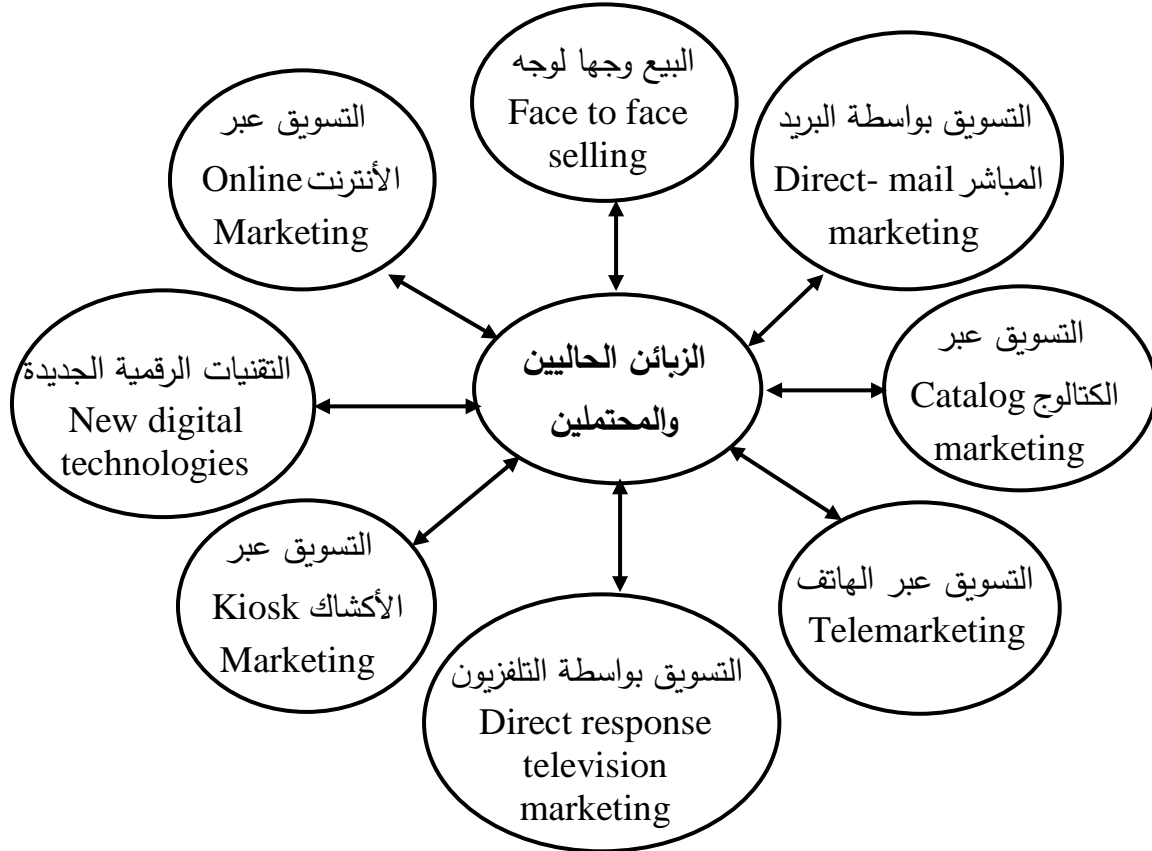 البيع وجها لوجه
Face to face
selling
التسويق بواسطة البريد
المباشر Direct- mail
marketing
التسويق عبر
الكتالوج Catalog
marketing
التسويق عبر الهاتف
Telemarketing
التسويق بواسطة التلفزيون
Direct response
television
marketing
التسويق عبر
الأكشاك Kiosk
Marketing
التقنيات الرقمية الجديدة
New digital
technologies
التسويق عبر
الأنترنت Online
Marketing
الزبائن الحاليين
والمحتملين